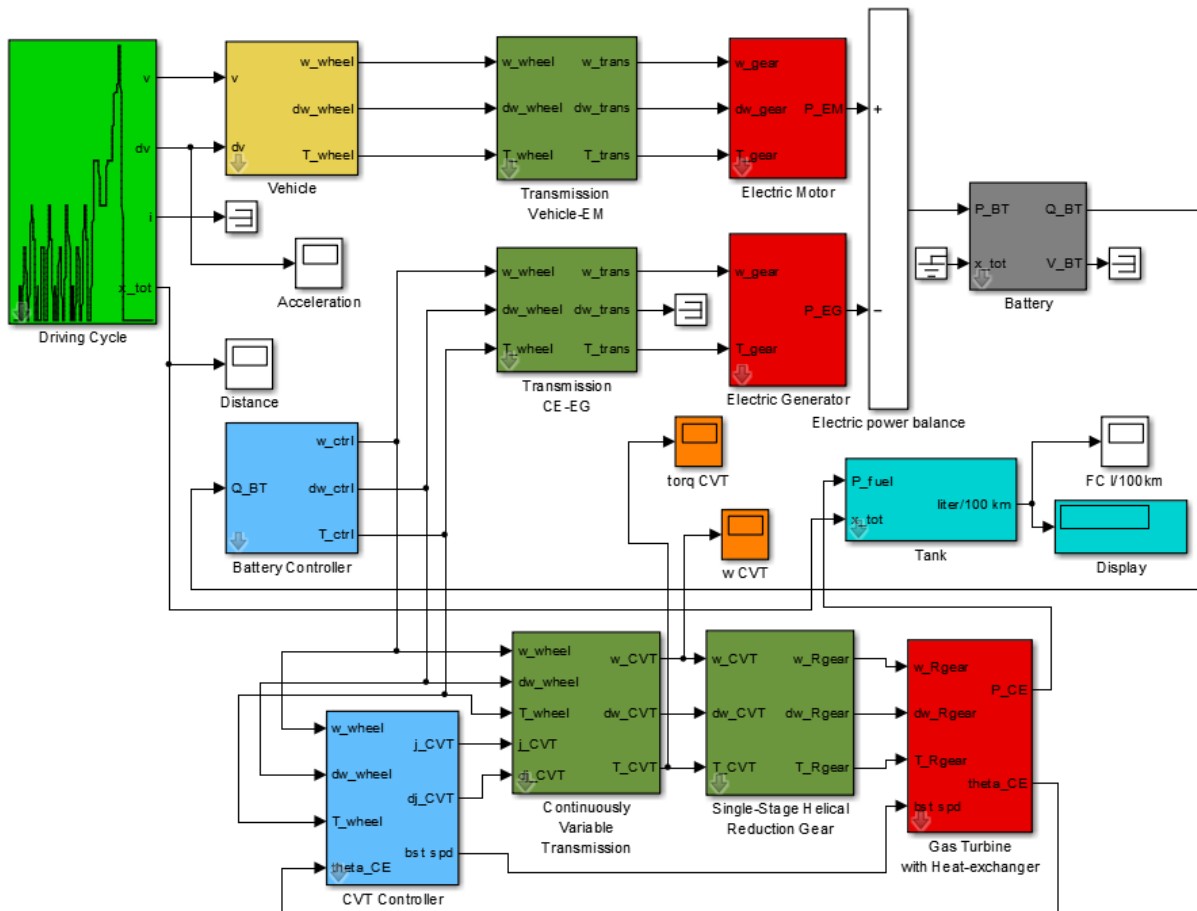 v
dv
i
x_tot
Driving Cycle
v
dv
w_wheel
dw_wheel
T_wheel
Vehicle
Acceleration
Distance
w_wheel
dw_wheel
T_wheel
w_trans
dw_trans
T_trans
Transmission
Vehicle-EM
w_gear
dw_gear
T_gear
P_EM
Electric Motor
w_wheel
dw_wheel
T_wheel
w_trans
dw_trans
T_trans
Transmission
CE-EG
w_gear
T_gear
P_EG
Electric Generator
+
−
Electric power balance
P_BT
x_tot
Q_BT
V_BT
Battery
Q_BT
w_ctrl
dw_ctrl
T_ctrl
Battery Controller
torq CVT
w CVT
P_fuel
x_tot
liter/100 km
Tank
FC l/100km
Display
w_wheel
dw_wheel
T_wheel
theta_CE
j_CVT
dj_CVT
bst spd
CVT Controller
w_wheel
dw_wheel
T_wheel
j_CVT
dj_CVT
w_CVT
dw_CVT
T_CVT
Continuously
Variable
Transmission
w_CVT
dw_CVT
T_CVT
w_Rgear
dw_Rgear
T_Rgear
Single-Stage Helical
Reduction Gear
w_Rgear
dw_Rgear
T_Rgear
bst spd
P_CE
theta_CE
Gas Turbine
with Heat-exchanger